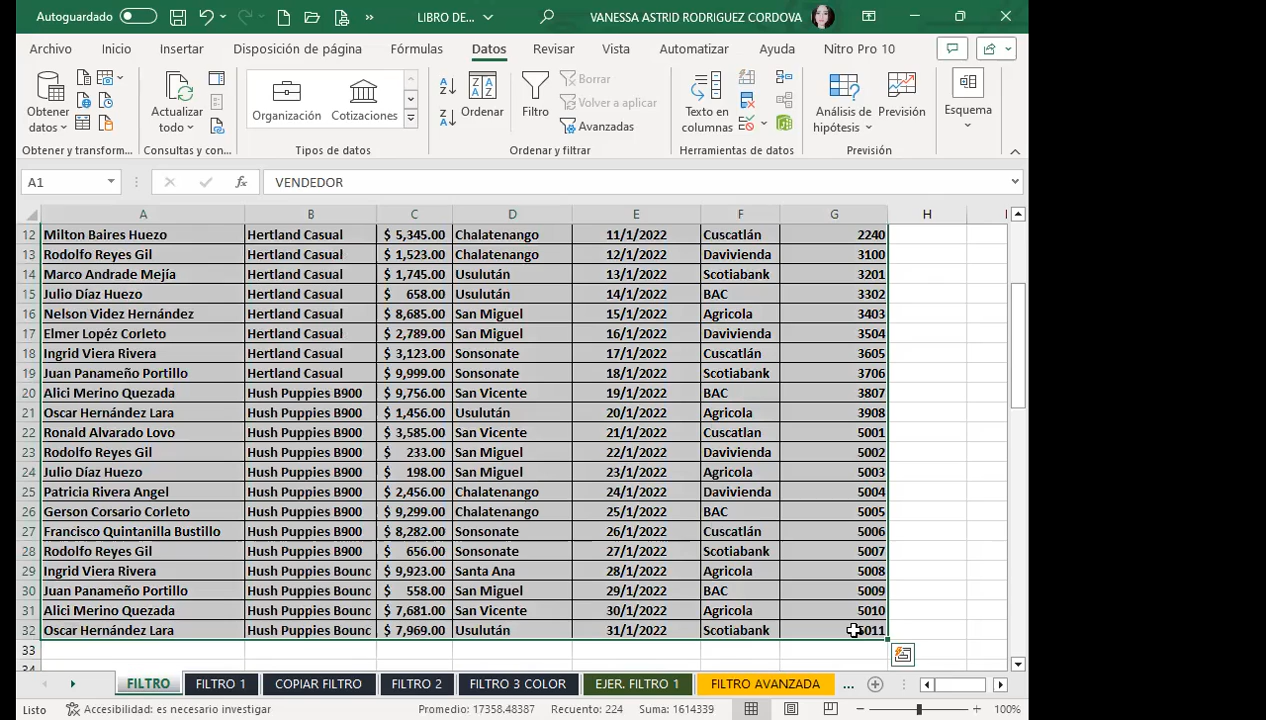 Autoguardado LIBRO DE... VANESSA ASTRID RODRIGUEZ CORDOVA
Archivo Inicio Insertar Disposición de página Fórmulas Datos Revisar Vista Automatizar Ayuda Nitro Pro 10
Obtener datos
Actualizar todo
Organización Cotizaciones
Ordenar
Filtro
Borrar
Volver a aplicar
Avanzadas
Texto en columnas
Análisis de hipótesis
Previsión
Esquema
Obtener y transform... Consultas y con... Tipos de datos Ordenar y filtrar Herramientas de datos Previsión
A1 fx VENDEDOR
A B C D E F G H I
12 Milton Baires Huezo Hertland Casual $ 5,345.00 Chalatenango 11/1/2022 Cuscatlán 2240
13 Rodolfo Reyes Gil Hertland Casual $ 1,523.00 Chalatenango 12/1/2022 Davivienda 3100
14 Marco Andrade Mejía Hertland Casual $ 1,745.00 Usulután 13/1/2022 Scotiabank 3201
15 Julio Díaz Huezo Hertland Casual $ 658.00 Usulután 14/1/2022 BAC 3302
16 Nelson Videz Hernández Hertland Casual $ 8,685.00 San Miguel 15/1/2022 Agricola 3403
17 Elmer Lopéz Corleto Hertland Casual $ 2,789.00 San Miguel 16/1/2022 Davivienda 3504
18 Ingrid Viera Rivera Hertland Casual $ 3,123.00 Sonsonate 17/1/2022 Cuscatlán 3605
19 Juan Panameño Portillo Hertland Casual $ 9,999.00 Sonsonate 18/1/2022 Scotiabank 3706
20 Alici Merino Quezada Hush Puppies B900 $ 9,756.00 San Vicente 19/1/2022 BAC 3807
21 Oscar Hernández Lara Hush Puppies B900 $ 1,456.00 Usulután 20/1/2022 Agricola 3908
22 Ronald Alvarado Lovo Hush Puppies B900 $ 3,585.00 San Vicente 21/1/2022 Cuscatlan 5001
23 Rodolfo Reyes Gil Hush Puppies B900 $ 233.00 San Miguel 22/1/2022 Davivienda 5002
24 Julio Díaz Huezo Hush Puppies B900 $ 198.00 San Miguel 23/1/2022 Agricola 5003
25 Patricia Rivera Angel Hush Puppies B900 $ 2,456.00 Chalatenango 24/1/2022 Davivienda 5004
26 Gerson Corsario Corleto Hush Puppies B900 $ 9,299.00 Chalatenango 25/1/2022 BAC 5005
27 Francisco Quintanilla Bustillo Hush Puppies B900 $ 8,282.00 Sonsonate 26/1/2022 Cuscatlán 5006
28 Rodolfo Reyes Gil Hush Puppies B900 $ 656.00 Sonsonate 27/1/2022 Scotiabank 5007
29 Ingrid Viera Rivera Hush Puppies Bounc $ 9,923.00 Santa Ana 28/1/2022 Agricola 5008
30 Juan Panameño Portillo Hush Puppies Bounc $ 558.00 San Miguel 29/1/2022 BAC 5009
31 Alici Merino Quezada Hush Puppies Bounc $ 7,681.00 San Vicente 30/1/2022 Agricola 5010
32 Oscar Hernández Lara Hush Puppies Bounc $ 7,969.00 Usulután 31/1/2022 Scotiabank 5011
33
34
FILTRO FILTRO 1 COPIAR FILTRO FILTRO 2 FILTRO 3 COLOR EJER. FILTRO 1 FILTRO AVANZADA ...
Listo Accesibilidad: es necesario investigar Promedio: 17358.48387 Recuento: 224 Suma: 1614339 100%